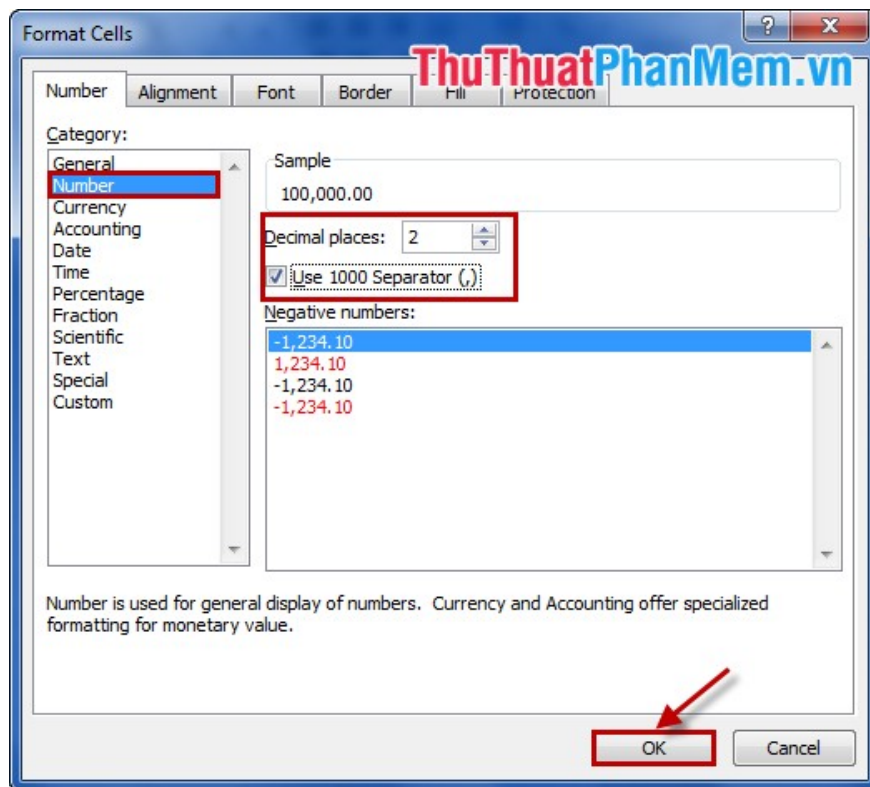 Format Cells
?
X
ThuThuatPhanMem.vn
Number Alignment Font Border Fill Protection
Category:
General
Number
Currency
Accounting
Date
Time
Percentage
Fraction
Scientific
Text
Special
Custom
Sample
100,000.00
Decimal places: 2
Use 1000 Separator (,)
Negative numbers:
-1,234.10
1,234.10
-1,234.10
-1,234.10
Number is used for general display of numbers. Currency and Accounting offer specialized
formatting for monetary value.
OK Cancel